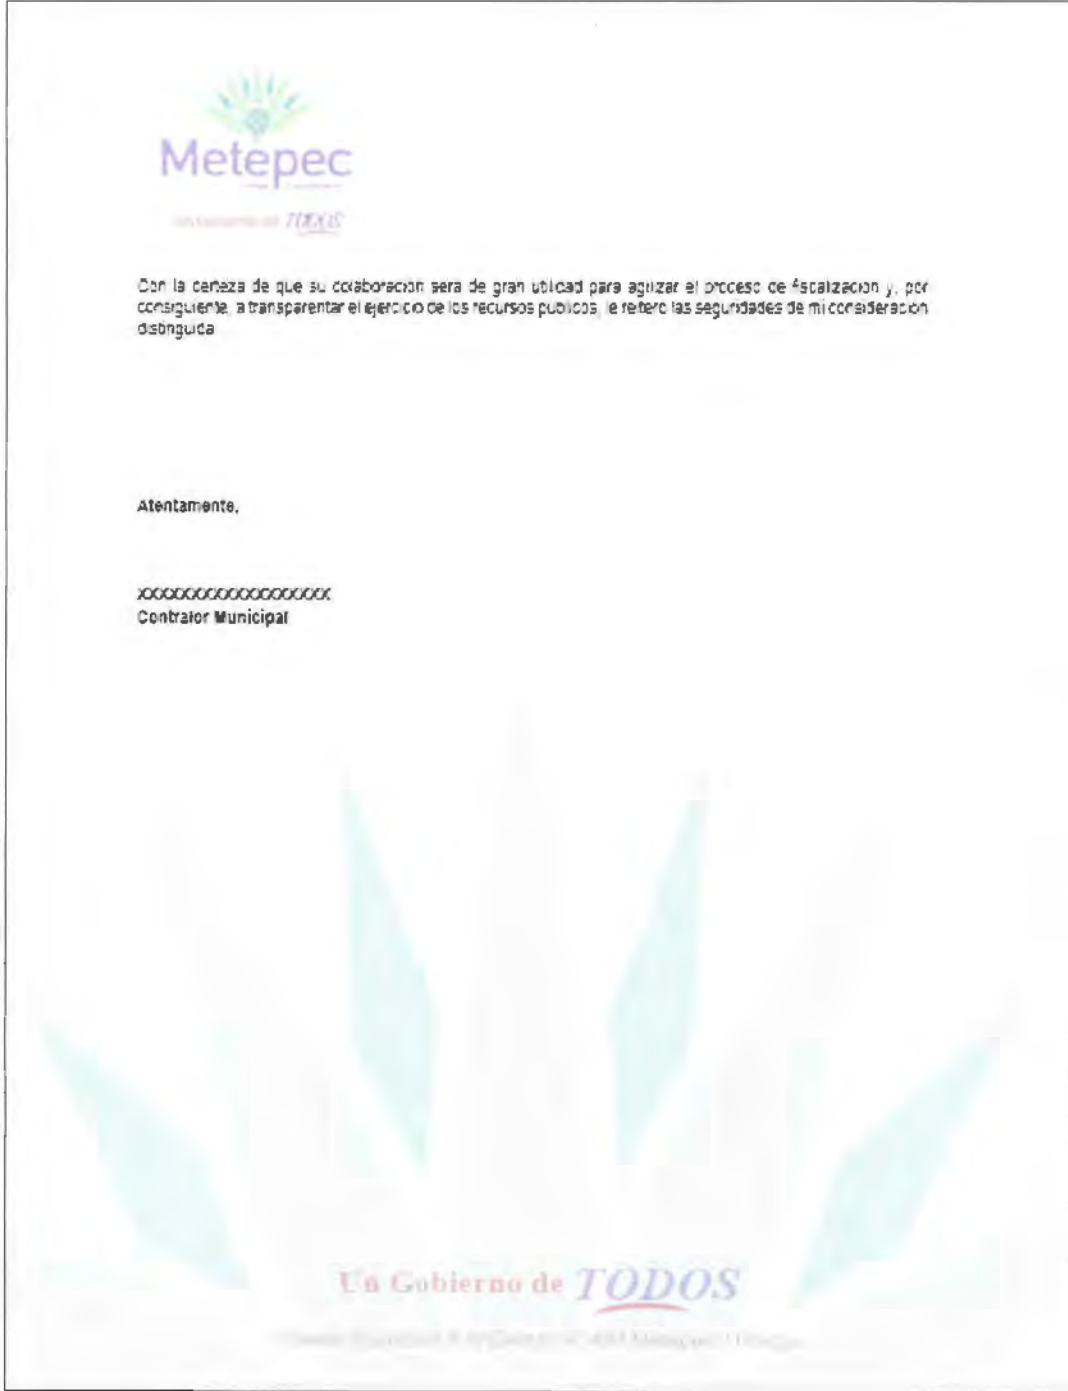 Metepec
TODOS
Con la certeza de que su colaboración será de gran utilidad para agilizar el proceso de fiscalización y, por
consiguiente, a transparentar el ejercicio de los recursos públicos, le reitero las seguridades de mi consideración
distinguida
Atentamente,
XXXXXXXXXXXXXXXXXXX
Contralor Municipal
Un Gobierno de TODOS